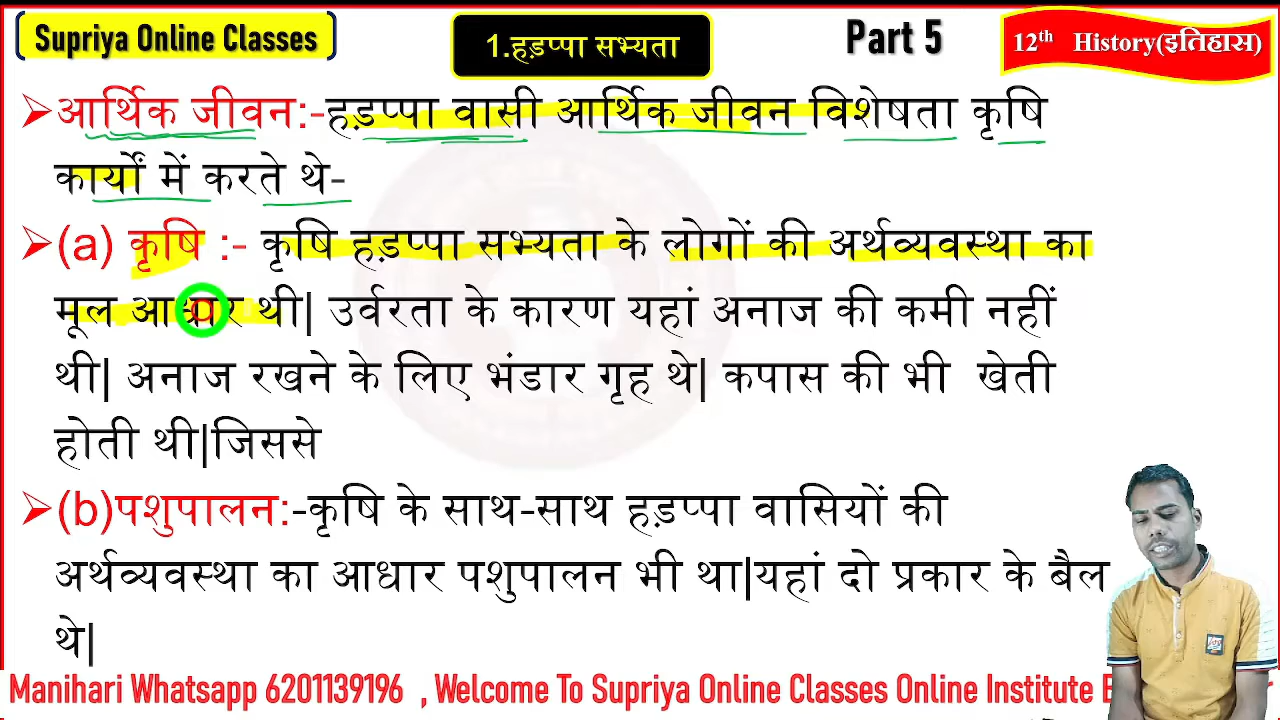 Supriya Online Classes
1.हड़प्पा सभ्यता
Part 5
12th History(इतिहास)
➤आर्थिक जीवन:-हड़प्पा वासी आर्थिक जीवन विशेषता कृषि
कार्यों में करते थे-
➤(a) कृषि :- कृषि हड़प्पा सभ्यता के लोगों की अर्थव्यवस्था का
मूल आधार थी| उर्वरता के कारण यहां अनाज की कमी नहीं
थी| अनाज रखने के लिए भंडार गृह थे| कपास की भी खेती
होती थी|जिससे
➤(b)पशुपालन:-कृषि के साथ-साथ हड़प्पा वासियों की
अर्थव्यवस्था का आधार पशुपालन भी था|यहां दो प्रकार के बैल
थे|
Manihari Whatsapp 6201139196 , Welcome To Supriya Online Classes Online Institute